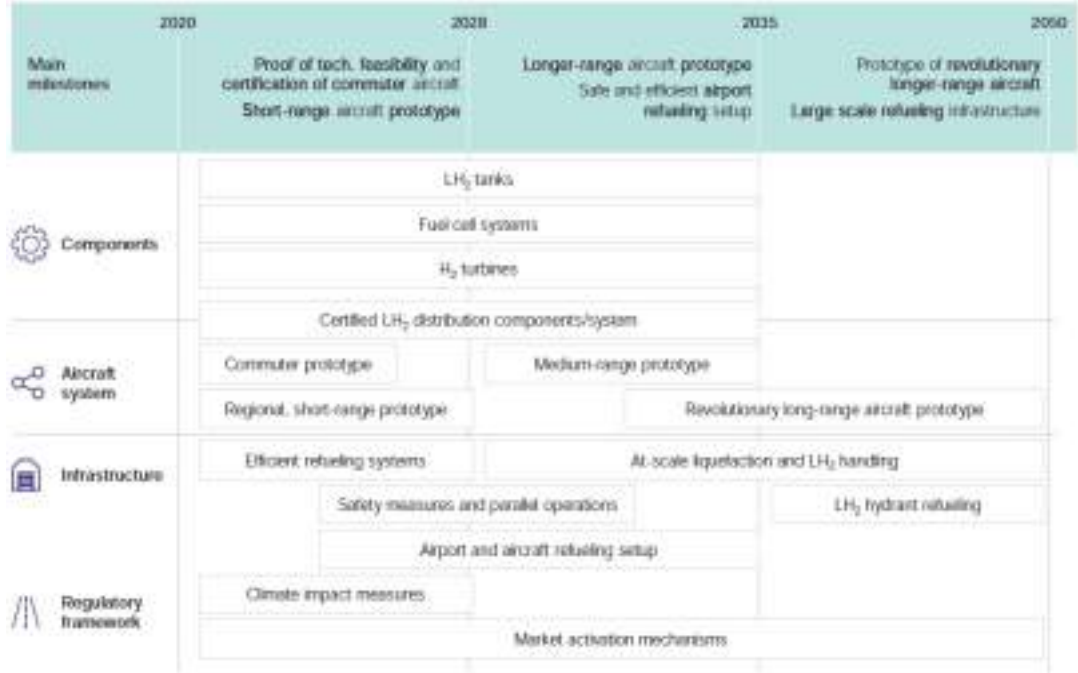 2020 2028 2035 2050
Main
milestones
Proof of tech. feasibility and
certification of commuter aircraft
Short-range aircraft prototype
Longer-range aircraft prototype
Safe and efficient airport
refueling setup
Prototype of revolutionary
longer-range aircraft
Large scale refueling infrastructure
Components
LH₂ tanks
Fuel cell systems
H₂ turbines
Certified LH₂ distribution components/system
Aircraft
system
Commuter prototype
Medium-range prototype
Regional, short-range prototype
Revolutionary long-range aircraft prototype
Infrastructure
Efficient refueling systems
At-scale liquefaction and LH₂ handling
Safety measures and parallel operations
LH₂ hydrant refueling
Airport and aircraft refueling setup
Regulatory
framework
Climate impact measures
Market activation mechanisms